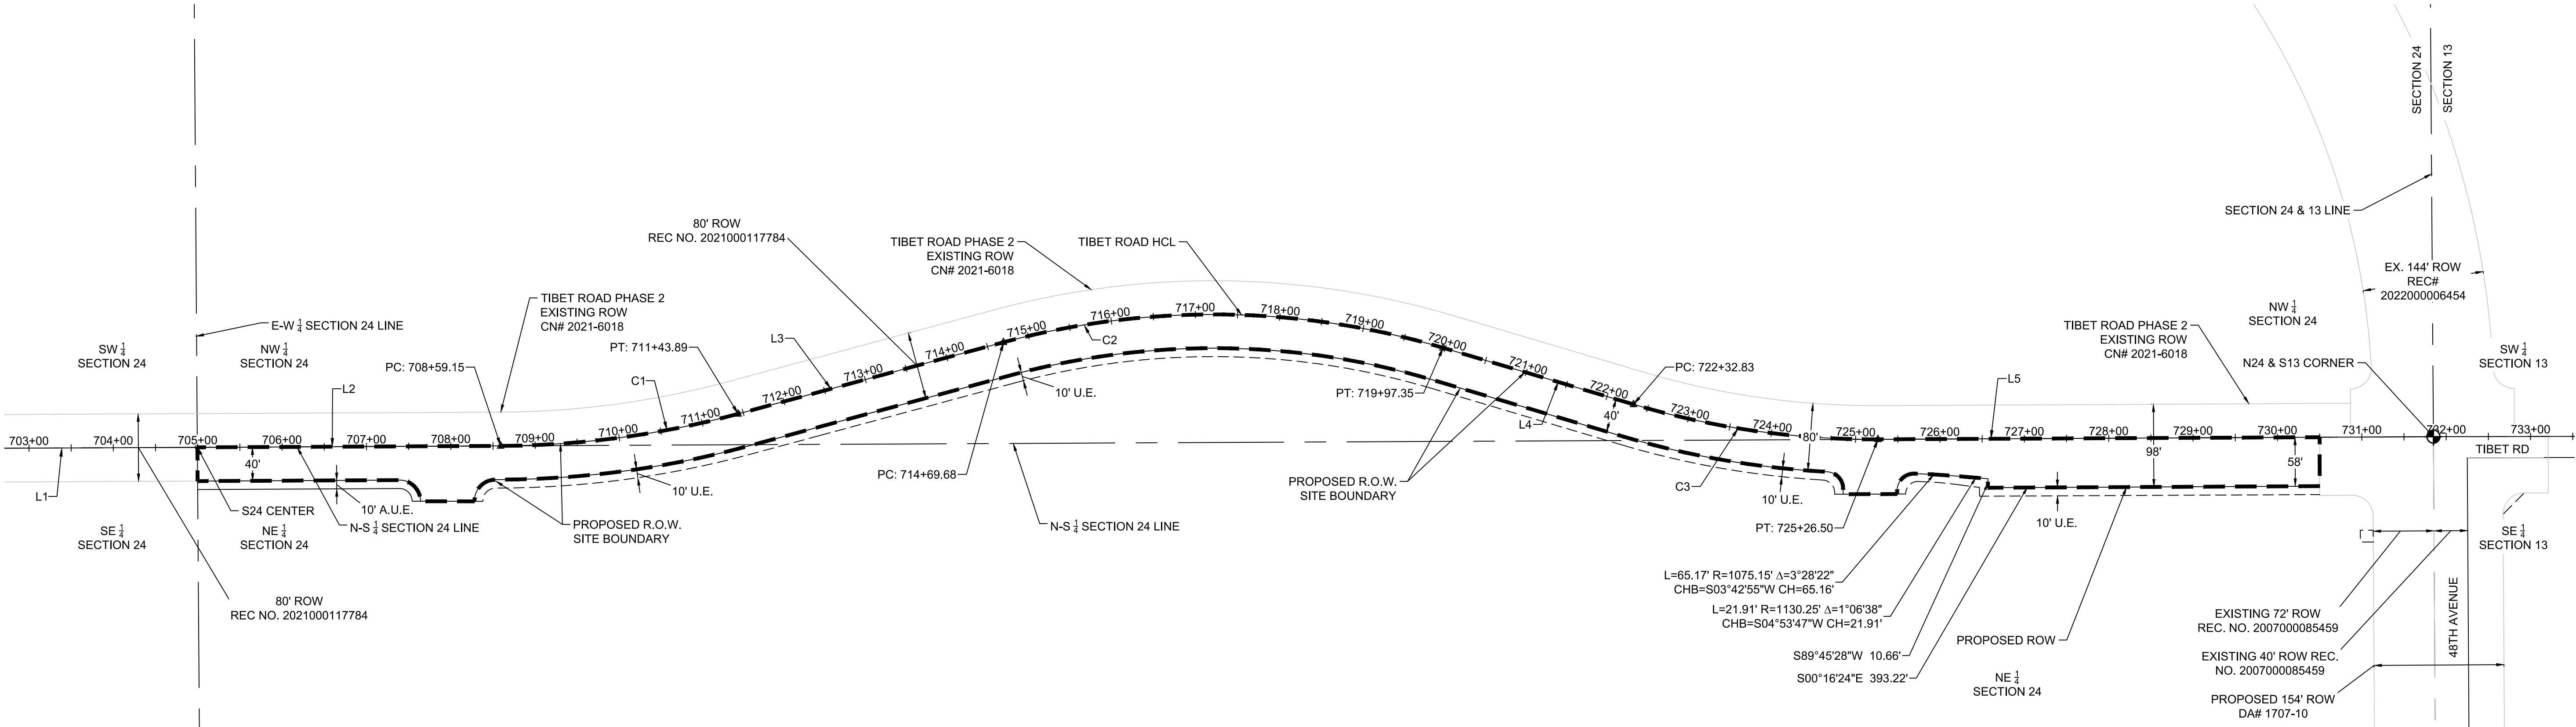 SECTION 24
SECTION 13
SECTION 24 & 13 LINE
80' ROW
REC NO. 2021000117784
TIBET ROAD PHASE 2
EXISTING ROW
CN# 2021-6018
TIBET ROAD HCL
EX. 144' ROW
REC#
2022000006454
TIBET ROAD PHASE 2
EXISTING ROW
CN# 2021-6018
NW 1/4
SECTION 24
E-W 1/4 SECTION 24 LINE
TIBET ROAD PHASE 2
EXISTING ROW
CN# 2021-6018
SW 1/4
SECTION 24
NW 1/4
SECTION 24
PT: 711+43.89
L3
C2
PC: 708+59.15
C1
L2
10' U.E.
PT: 719+97.35
PC: 722+32.83
L5
N24 & S13 CORNER
SW 1/4
SECTION 13
703+00
704+00
705+00
706+00
707+00
708+00
709+00
710+00
711+00
712+00
713+00
714+00
715+00
716+00
717+00
718+00
719+00
720+00
721+00
722+00
723+00
724+00
725+00
726+00
727+00
728+00
729+00
730+00
731+00
732+00
733+00
40'
40'
80'
98'
58'
TIBET RD
L1
S24 CENTER
10' A.U.E.
N-S 1/4 SECTION 24 LINE
SE 1/4
SECTION 24
NE 1/4
SECTION 24
PROPOSED R.O.W.
SITE BOUNDARY
10' U.E.
PC: 714+69.68
N-S 1/4 SECTION 24 LINE
PROPOSED R.O.W.
SITE BOUNDARY
L4
C3
10' U.E.
PT: 725+26.50
10' U.E.
SE 1/4
SECTION 13
80' ROW
REC NO. 2021000117784
L=65.17' R=1075.15' Δ=3°28'22"
CHB=S03°42'55"W CH=65.16'
L=21.91' R=1130.25' Δ=1°06'38"
CHB=S04°53'47"W CH=21.91'
S89°45'28"W 10.66'
S00°16'24"E 393.22'
PROPOSED ROW
NE 1/4
SECTION 24
EXISTING 72' ROW
REC. NO. 2007000085459
EXISTING 40' ROW REC.
NO. 2007000085459
PROPOSED 154' ROW
DA# 1707-10
48TH AVENUE